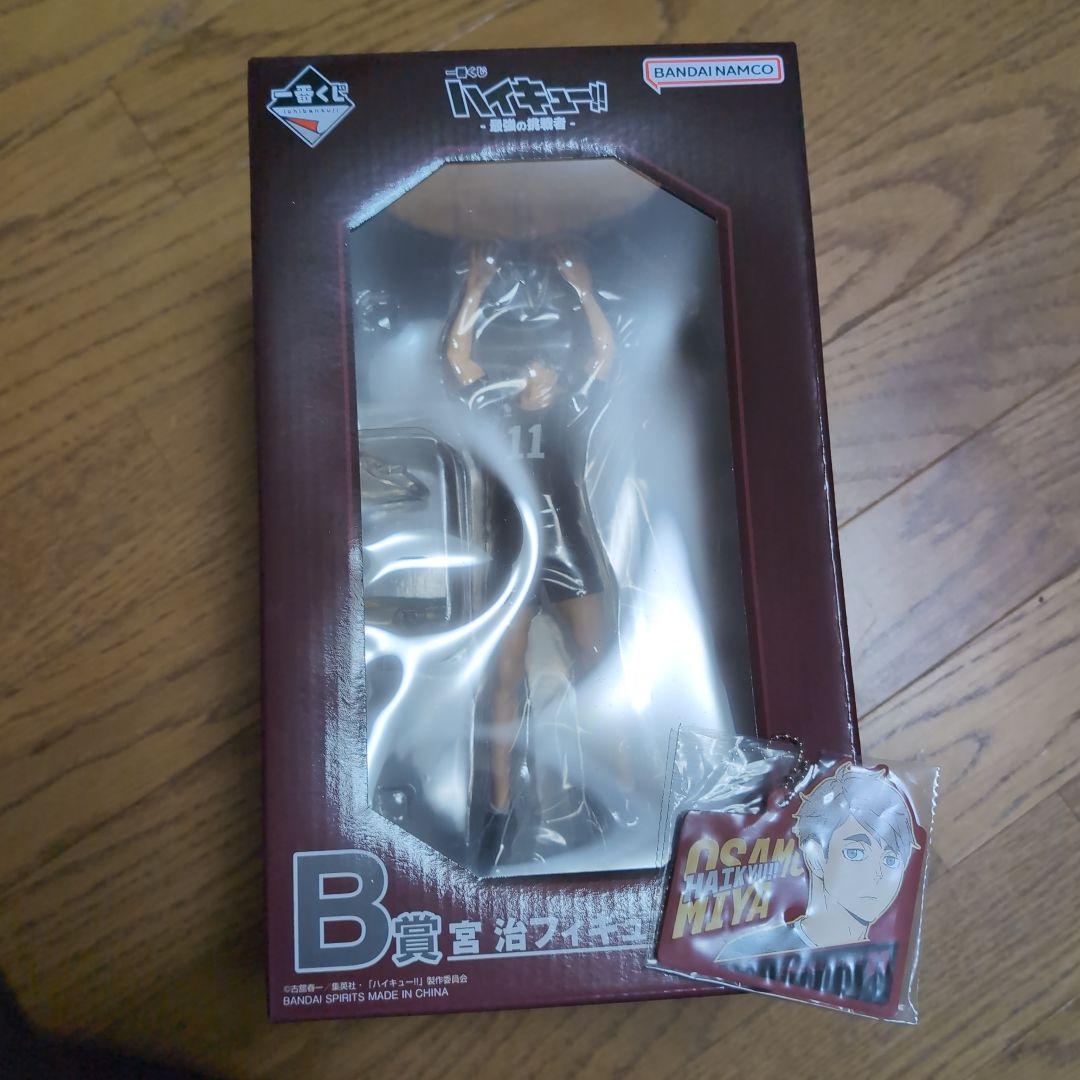 一番くじ
ichibankuji
一番くじ
ハイキュー!!
- 最強の挑戦者 -
BANDAI NAMCO
11
B賞 宮 治フィギュ
©古舘春一／集英社・「ハイキュー!!」製作委員会
BANDAI SPIRITS MADE IN CHINA
OSAMU
HAIKYU!!
MIYA